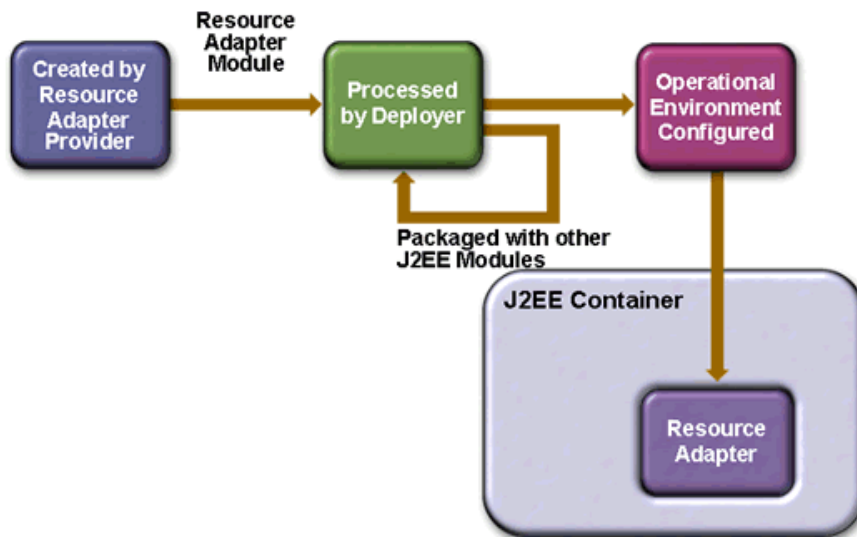 Resource
Adapter
Module
Created by
Resource
Adapter
Provider
Processed
by Deployer
Operational
Environment
Configured
Packaged with other
J2EE Modules
J2EE Container
Resource
Adapter